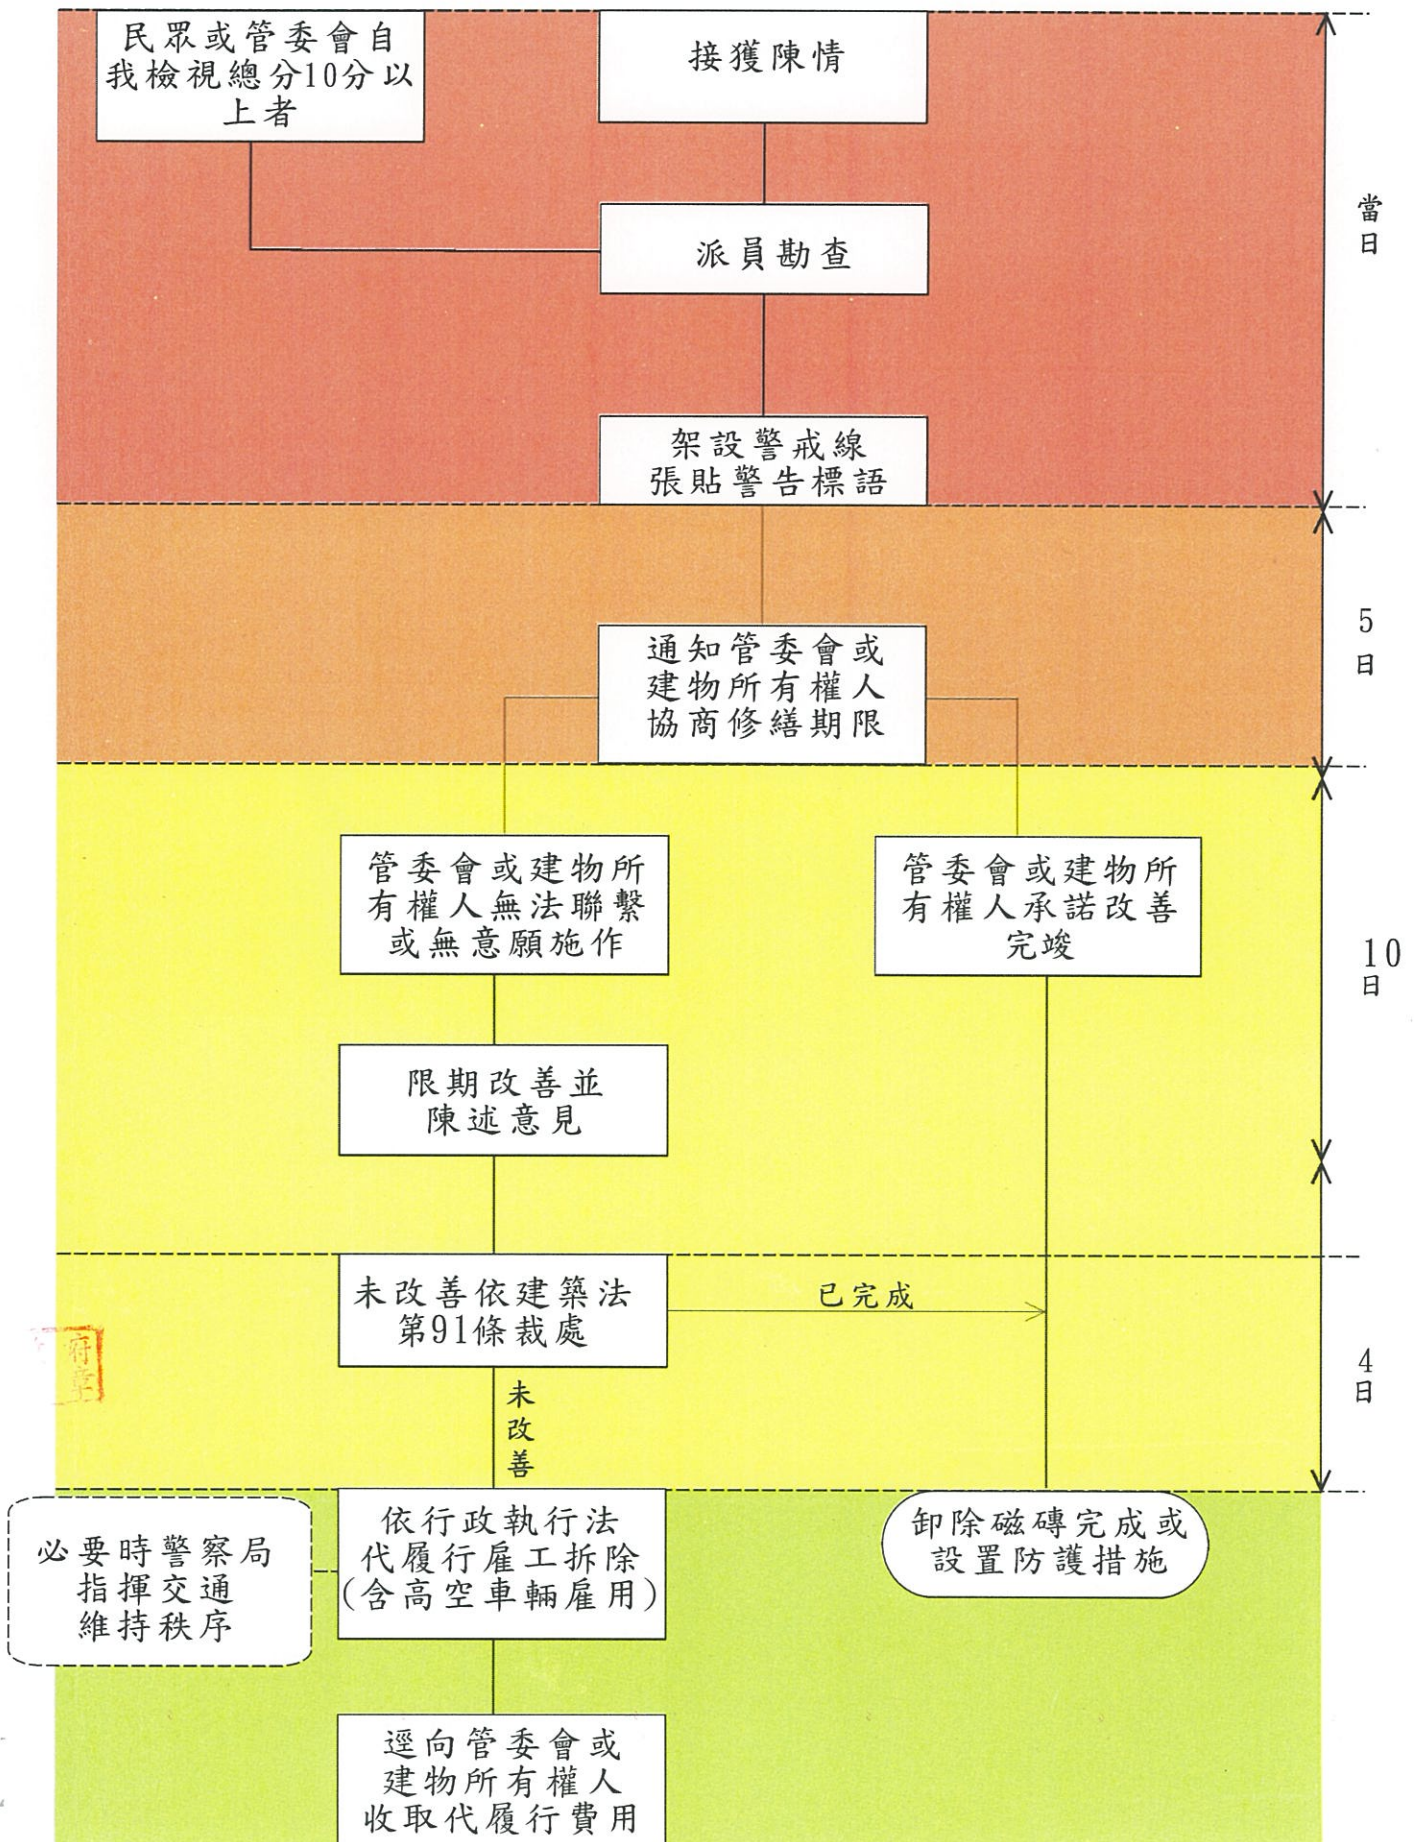 民眾或管委會自
我檢視總分10分以
上者
接獲陳情
派員勘查
架設警戒線
張貼警告標語
當
日
通知管委會或
建物所有權人
協商修繕期限
5
日
管委會或建物所
有權人無法聯繫
或無意願施作
管委會或建物所
有權人承諾改善
完竣
限期改善並
陳述意見
10
日
未改善依建築法
第91條裁處
已完成
未
改
善
4
日
府章
必要時警察局
指揮交通
維持秩序
依行政執行法
代履行雇工拆除
(含高空車輛雇用)
卸除磁磚完成或
設置防護措施
逕向管委會或
建物所有權人
收取代履行費用